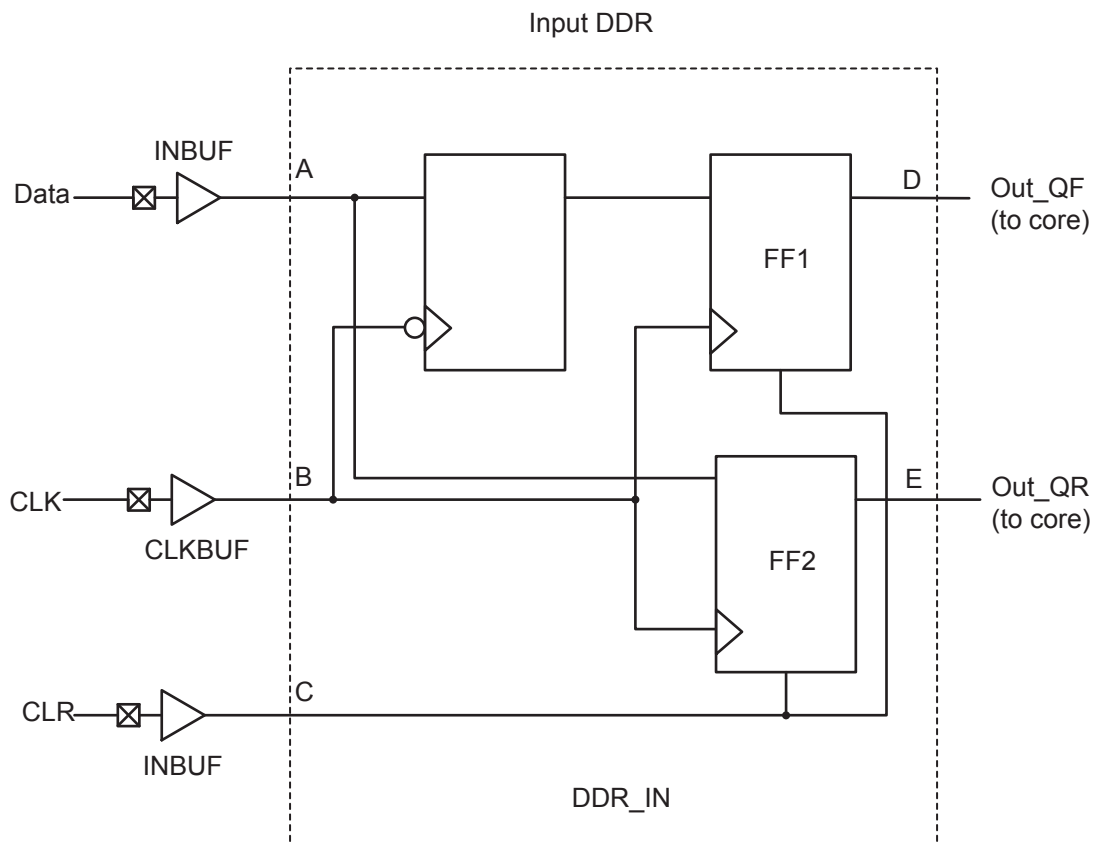 Input DDR
INBUF
Data
A
D
Out_QF
(to core)
FF1
B
CLK
CLKBUF
E
Out_QR
(to core)
FF2
C
CLR
INBUF
DDR_IN